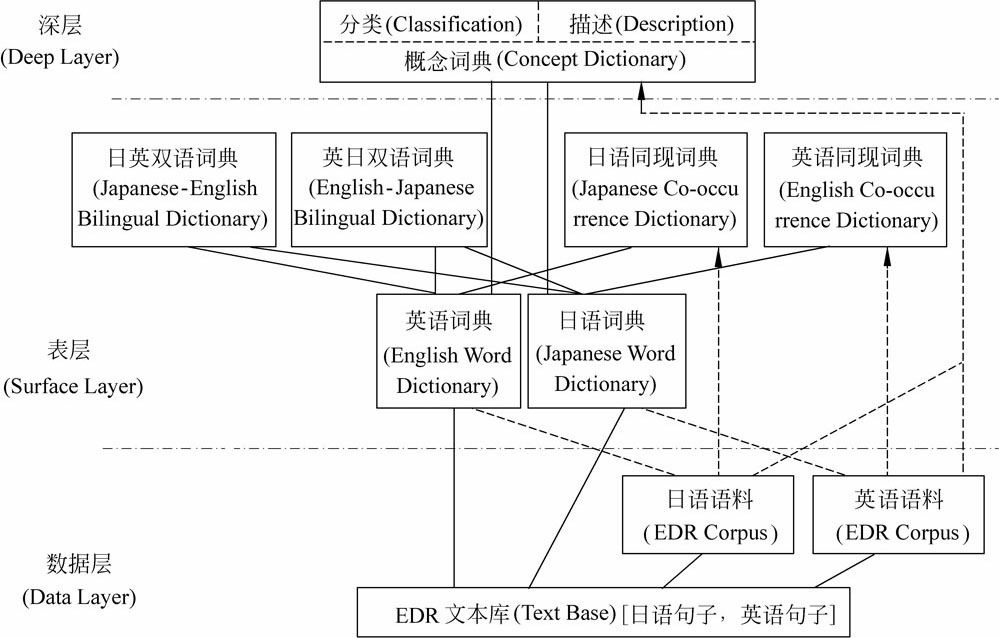 深层
(Deep Layer)
分类(Classification)
描述(Description)
概念词典(Concept Dictionary)
日英双语词典
(Japanese-English
Bilingual Dictionary)
英日双语词典
(English-Japanese
Bilingual Dictionary)
日语同现词典
(Japanese Co-occu
rrence Dictionary)
英语同现词典
(English Co-occu
rrence Dictionary)
表层
(Surface Layer)
英语词典
(English Word
Dictionary)
日语词典
(Japanese Word
Dictionary)
数据层
(Data Layer)
日语语料
(EDR Corpus)
英语语料
(EDR Corpus)
EDR 文本库(Text Base) [日语句子，英语句子]